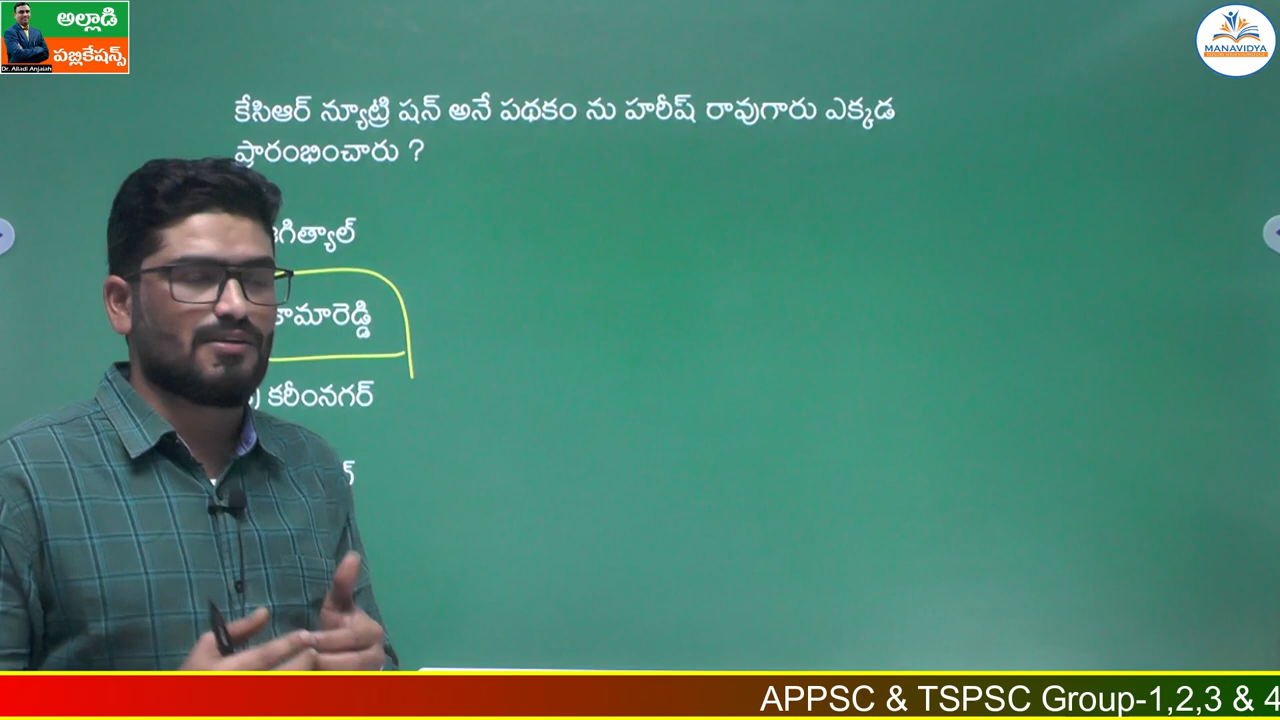 అల్లాడి
పబ్లికేషన్స్
Dr. Alladi Anjaiah
MANAVIDYA
కేసిఆర్ న్యూట్రి షన్ అనే పథకం ను హరీష్ రావుగారు ఎక్కడ
ప్రారంభించారు ?
కామారెడ్డి
కరీంనగర్
APPSC & TSPSC Group-1,2,3 & 4